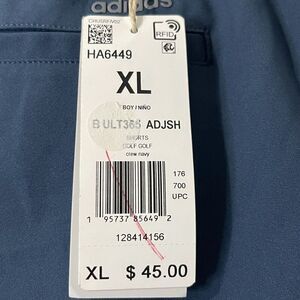 adidas
RFID
HA6449
XL
BOY / NIÑO
B ULT365 ADJSH
SHORTS
GOLF GOLF
crew navy
176
700
UPC
1 95737 85649 2
128414156
XL $ 45.00